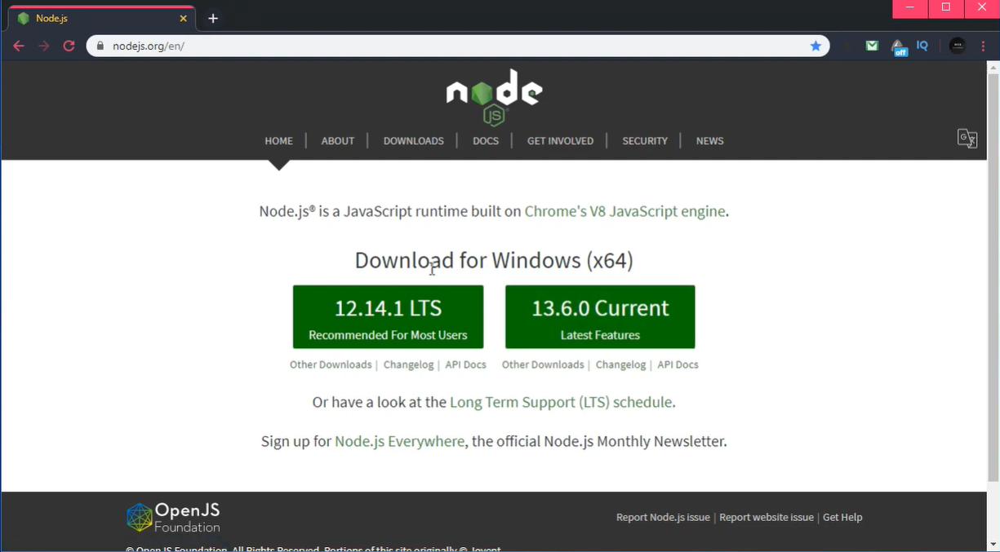 Node.js
nodejs.org/en/
off
IQ
node
JS
HOME | ABOUT | DOWNLOADS | DOCS | GET INVOLVED | SECURITY | NEWS
Node.js® is a JavaScript runtime built on Chrome's V8 JavaScript engine.
Download for Windows (x64)
12.14.1 LTS
Recommended For Most Users
13.6.0 Current
Latest Features
Other Downloads | Changelog | API Docs
Other Downloads | Changelog | API Docs
Or have a look at the Long Term Support (LTS) schedule.
Sign up for Node.js Everywhere, the official Node.js Monthly Newsletter.
OpenJS
Foundation
Report Node.js issue | Report website issue | Get Help
© OpenJS Foundation. All Rights Reserved. Portions of this site originally © Joyent.